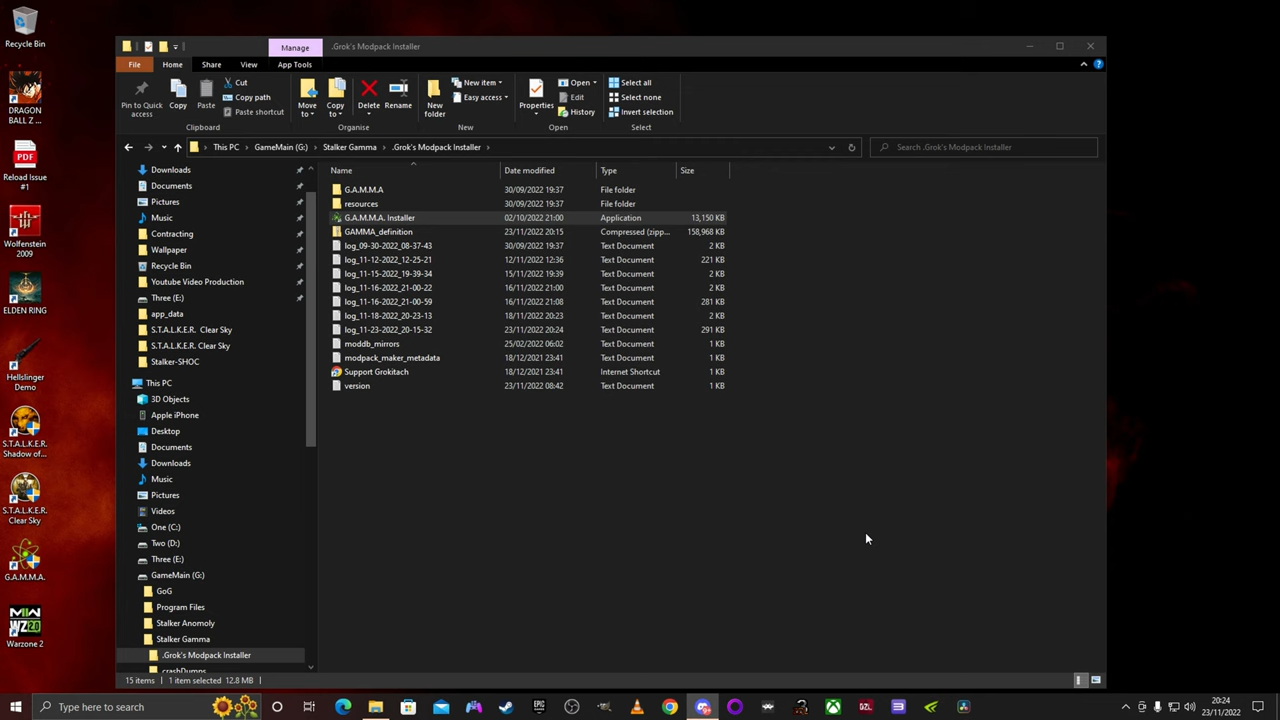 Recycle Bin
DRAGON
BALL Z ...
PDF
Reload Issue
#1
Wolfenstein
2009
ELDEN RING
Hellslinger
Demo
S.T.A.L.K.E.R.
Shadow of...
S.T.A.L.K.E.R.
Clear Sky
G.A.M.M.A.
MW
WZ 2.0
Warzone 2
Manage
.Grok's Modpack Installer
File
Home
Share
View
App Tools
Pin to Quick
access
Copy
Paste
Cut
Copy path
Paste shortcut
Clipboard
Move
to
Copy
to
Delete
Rename
Organise
New
folder
New item
Easy access
New
Properties
Open
Edit
History
Open
Select all
Select none
Invert selection
Select
This PC > GameMain (G:) > Stalker Gamma > .Grok's Modpack Installer >
Search .Grok's Modpack Installer
Downloads
Documents
Pictures
Music
Contracting
Wallpaper
Recycle Bin
Youtube Video Production
Three (E:)
app_data
S.T.A.L.K.E.R. Clear Sky
S.T.A.L.K.E.R. Clear Sky
Stalker-SHOC
This PC
3D Objects
Apple iPhone
Desktop
Documents
Downloads
Music
Pictures
Videos
One (C:)
Two (D:)
Three (E:)
GameMain (G:)
GoG
Program Files
Stalker Anomoly
Stalker Gamma
.Grok's Modpack Installer
crashDumps
Name Date modified Type Size
G.A.M.M.A 30/09/2022 19:37 File folder
resources 30/09/2022 19:37 File folder
G.A.M.M.A. Installer 02/10/2022 21:00 Application 13,150 KB
GAMMA_definition 23/11/2022 20:15 Compressed (zipp... 158,968 KB
log_09-30-2022_08-37-43 30/09/2022 19:37 Text Document 2 KB
log_11-12-2022_12-25-21 12/11/2022 12:36 Text Document 221 KB
log_11-15-2022_19-39-34 15/11/2022 19:39 Text Document 2 KB
log_11-16-2022_21-00-22 16/11/2022 21:00 Text Document 2 KB
log_11-16-2022_21-00-59 16/11/2022 21:08 Text Document 281 KB
log_11-18-2022_20-23-13 18/11/2022 20:23 Text Document 2 KB
log_11-23-2022_20-15-32 23/11/2022 20:24 Text Document 291 KB
moddb_mirrors 25/02/2022 06:02 Text Document 1 KB
modpack_maker_metadata 18/12/2021 23:41 Text Document 1 KB
Support Grokitach 18/12/2021 23:41 Internet Shortcut 1 KB
version 23/11/2022 08:42 Text Document 1 KB
15 items 1 item selected 12.8 MB
Type here to search
20:24
23/11/2022